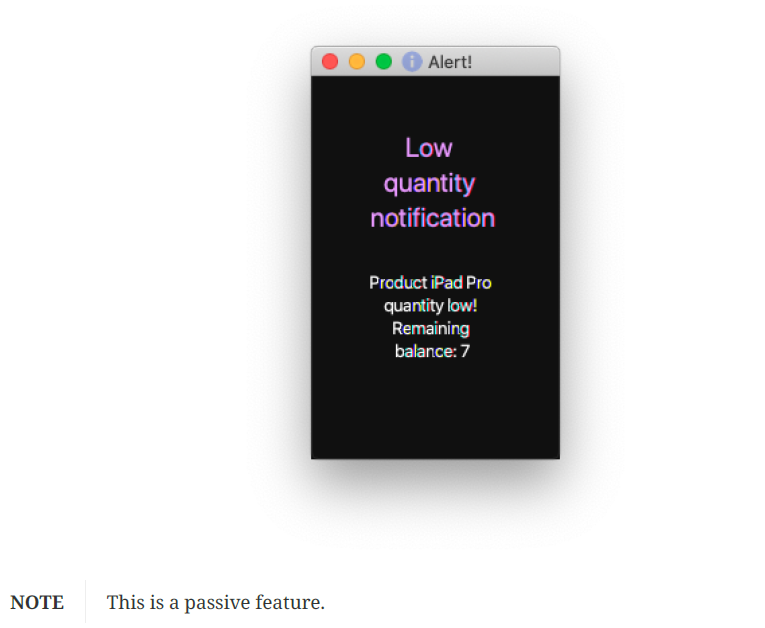 Alert!
Low
quantity
notification
Product iPad Pro
quantity low!
Remaining
balance: 7
NOTE This is a passive feature.